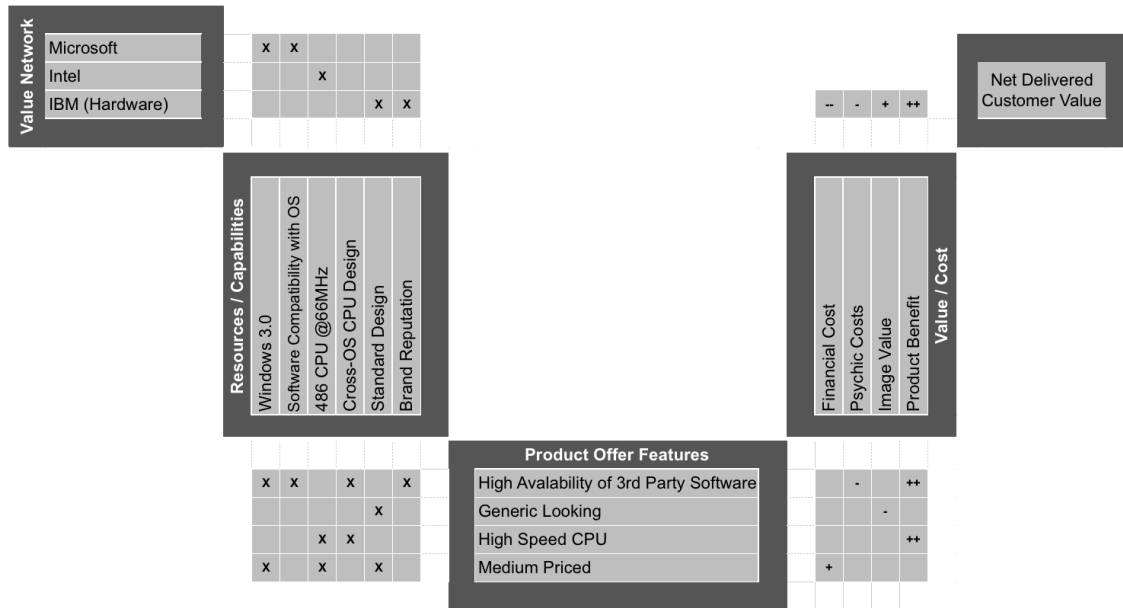 Value Network
Microsoft
Intel
IBM (Hardware)
X X
X
X X
-- - + ++
Net Delivered
Customer Value
Resources / Capabilities
Windows 3.0
Software Compatibility with OS
486 CPU @66MHz
Cross-OS CPU Design
Standard Design
Brand Reputation
Financial Cost
Psychic Costs
Image Value
Product Benefit
Value / Cost
Product Offer Features
X X X X
High Avalability of 3rd Party Software
- ++
X
Generic Looking
-
X X
High Speed CPU
++
X X X
Medium Priced
+